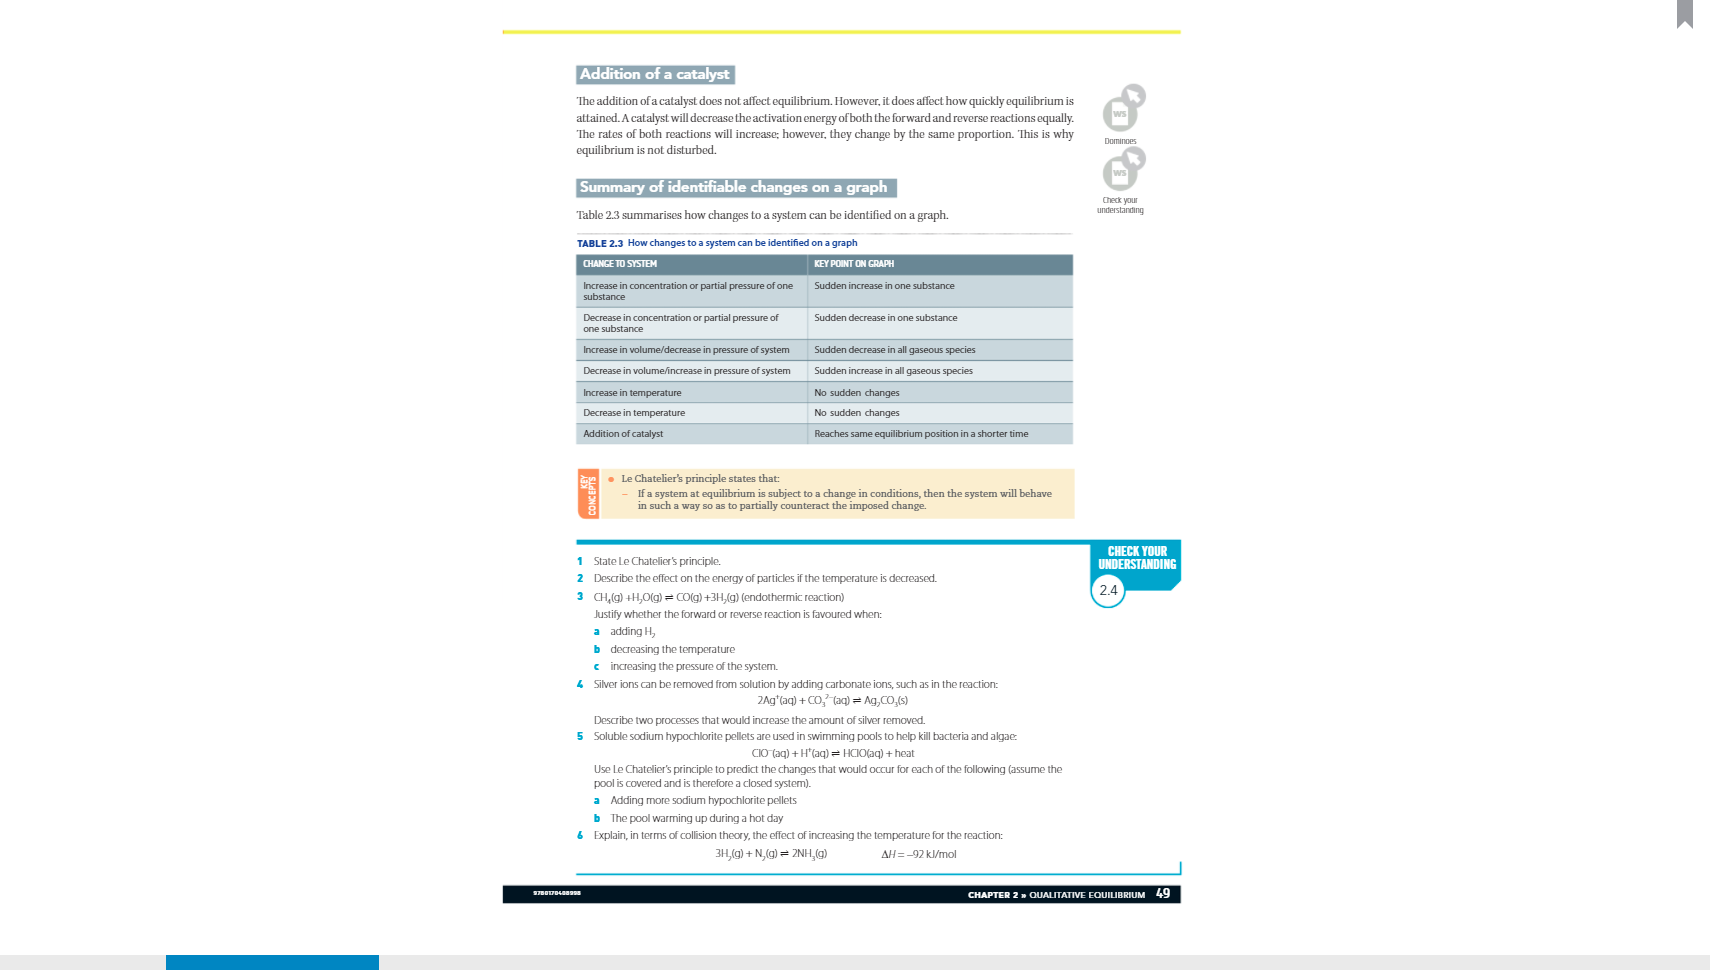 Addition of a catalyst
The addition of a catalyst does not affect equilibrium. However, it does affect how quickly equilibrium is
attained. A catalyst will decrease the activation energy of both the forward and reverse reactions equally.
The rates of both reactions will increase; however, they change by the same proportion. This is why
equilibrium is not disturbed.
WS
Dominoes
WS
Check your
understanding
Summary of identifiable changes on a graph
Table 2.3 summarises how changes to a system can be identified on a graph.
TABLE 2.3 How changes to a system can be identified on a graph
CHANGE TO SYSTEM KEY POINT ON GRAPH
Increase in concentration or partial pressure of one Sudden increase in one substance
substance
Decrease in concentration or partial pressure of Sudden decrease in one substance
one substance
Increase in volume/decrease in pressure of system Sudden decrease in all gaseous species
Decrease in volume/increase in pressure of system Sudden increase in all gaseous species
Increase in temperature No sudden changes
Decrease in temperature No sudden changes
Addition of catalyst Reaches same equilibrium position in a shorter time
KEY
CONCEPTS
● Le Chatelier's principle states that:
– If a system at equilibrium is subject to a change in conditions, then the system will behave
in such a way so as to partially counteract the imposed change.
CHECK YOUR
UNDERSTANDING
2.4
1 State Le Chatelier's principle.
2 Describe the effect on the energy of particles if the temperature is decreased.
3 CH₄(g) +H₂O(g) ⇌ CO(g) +3H₂(g) (endothermic reaction)
Justify whether the forward or reverse reaction is favoured when:
a adding H₂
b decreasing the temperature
c increasing the pressure of the system.
4 Silver ions can be removed from solution by adding carbonate ions, such as in the reaction:
2Ag⁺(aq) + CO₃²⁻(aq) ⇌ Ag₂CO₃(s)
Describe two processes that would increase the amount of silver removed.
5 Soluble sodium hypochlorite pellets are used in swimming pools to help kill bacteria and algae:
ClO⁻(aq) + H⁺(aq) ⇌ HClO(aq) + heat
Use Le Chatelier's principle to predict the changes that would occur for each of the following (assume the
pool is covered and is therefore a closed system).
a Adding more sodium hypochlorite pellets
b The pool warming up during a hot day
6 Explain, in terms of collision theory, the effect of increasing the temperature for the reaction:
3H₂(g) + N₂(g) ⇌ 2NH₃(g) ΔH = –92 kJ/mol
9780170408998 CHAPTER 2 » QUALITATIVE EQUILIBRIUM 49